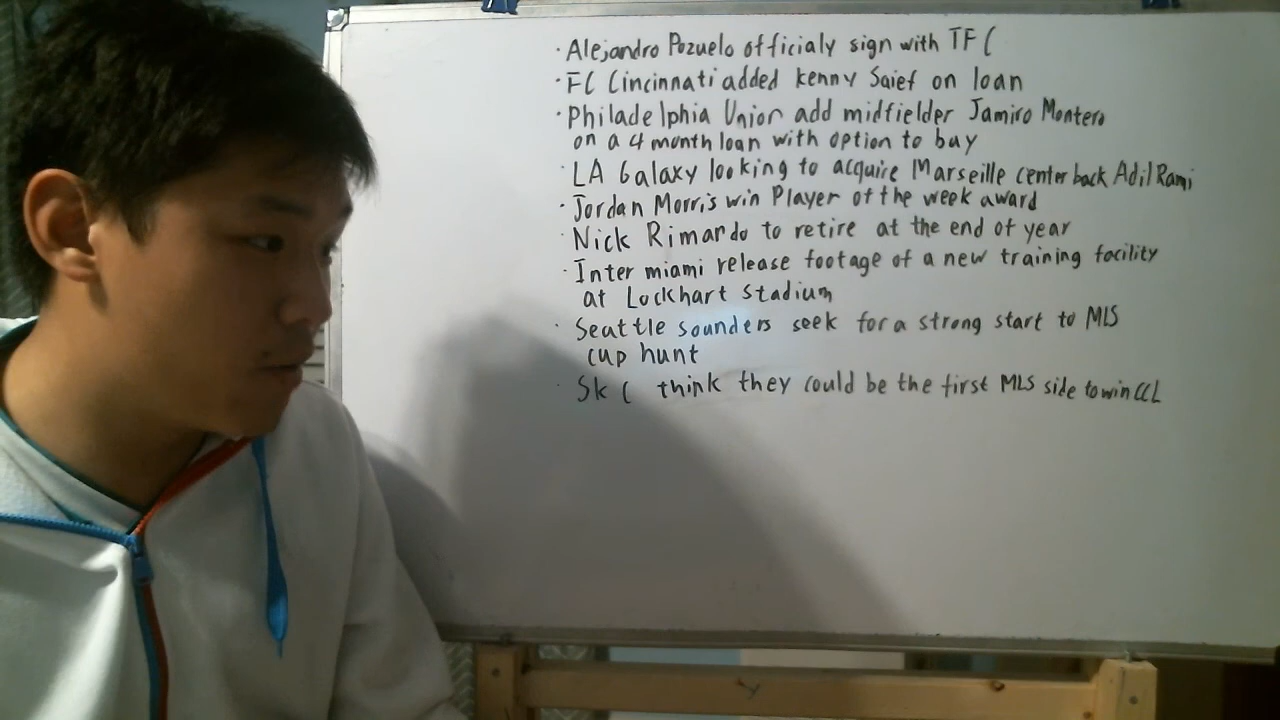 · Alejandro Pozuelo officialy sign with TFC
· FC Cincinnati added kenny Saief on loan
· Philadelphia Union add midfielder Jamiro Montero
on a 4 month loan with option to buy
· LA Galaxy looking to acquire Marseille center back Adil Rami
· Jordan Morris win Player of the week award
· Nick Rimardo to retire at the end of year
· Inter miami release footage of a new training facility
at Lockhart Stadium
· Seattle sounders seek for a strong start to MLS
cup hunt
· SkC think they could be the first MLS side to win CCL